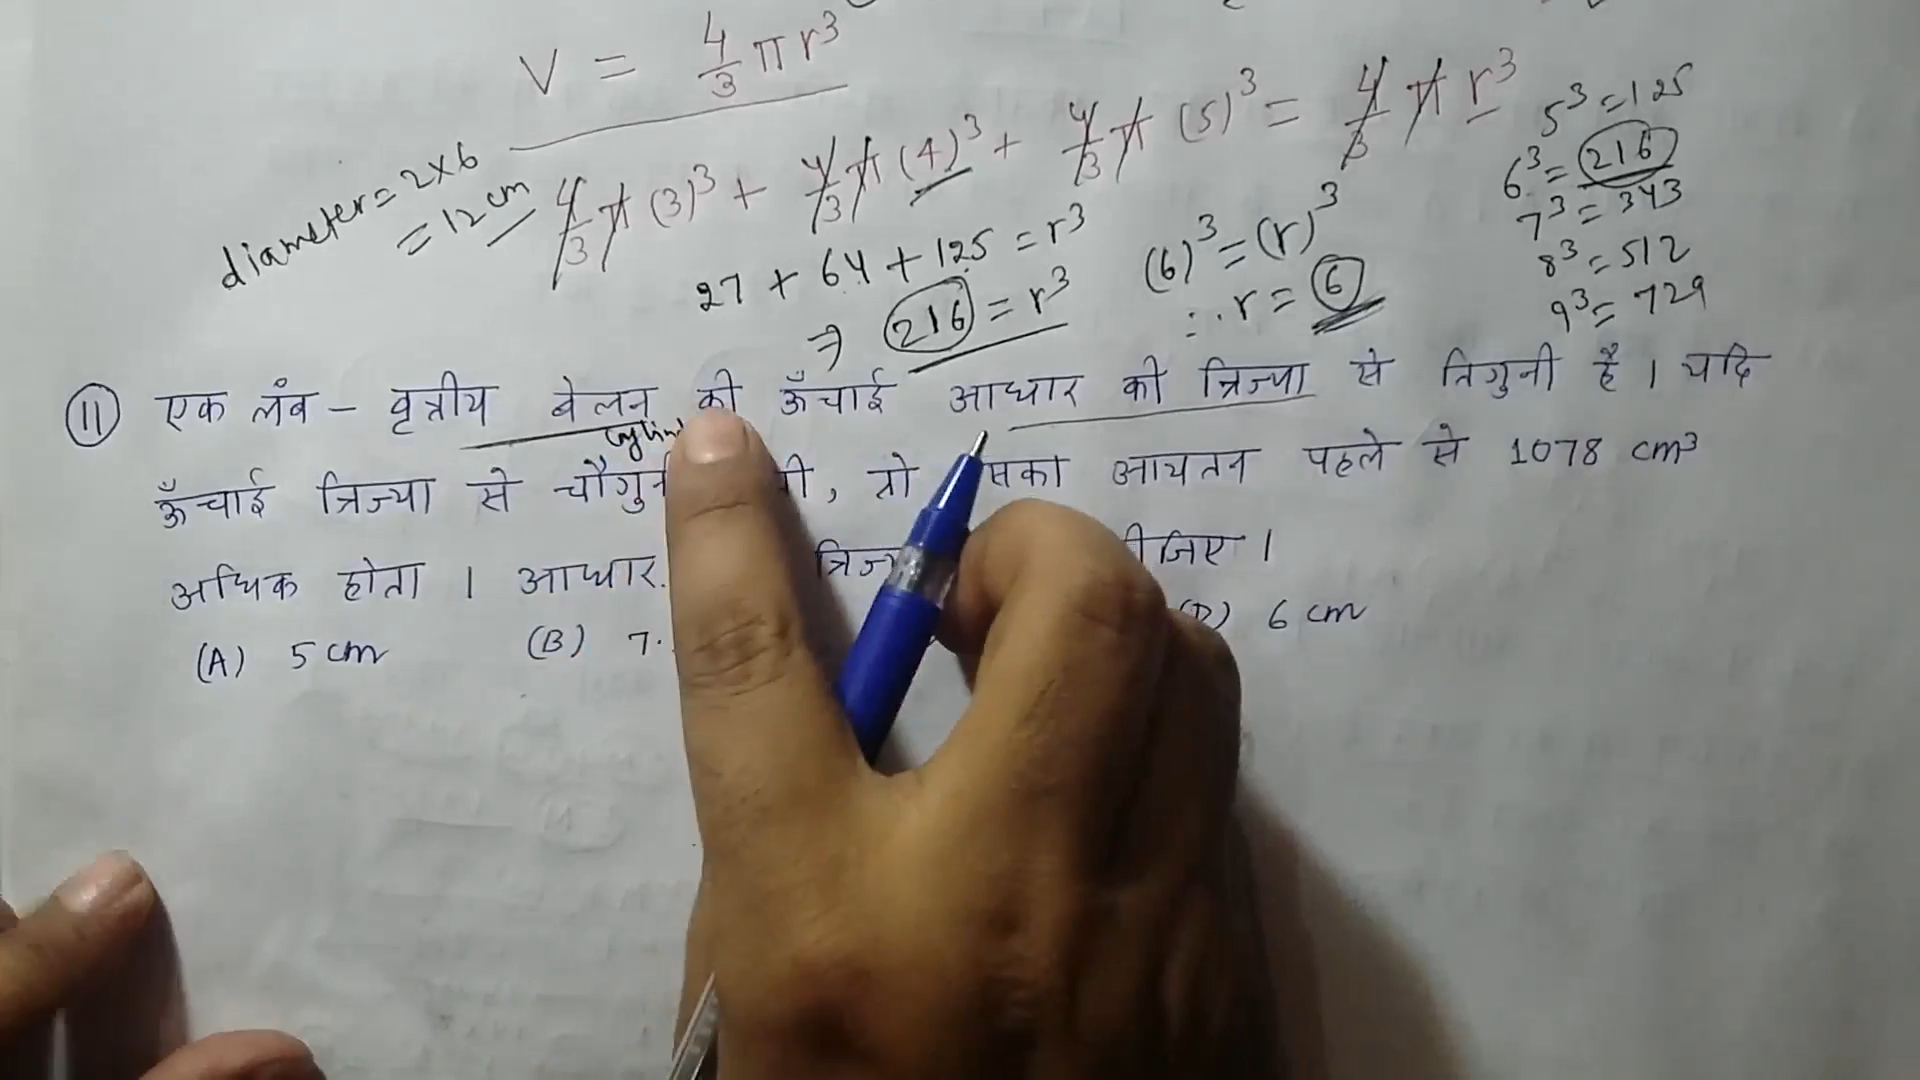 V = 4/3 πr³
diameter = 2×6
= 12 cm
4/3 π (3)³ + 4/3 π (4)³ + 4/3 π (5)³ = 4/3 π r³
27 + 64 + 125 = r³
⇒ 216 = r³
(6)³ = (r)³
∴ r = 6
5³ = 125
6³ = 216
7³ = 343
8³ = 512
9³ = 729
(11) एक लंब - वृत्तीय बेलन की ऊँचाई आधार की त्रिज्या से तिगुनी है । यदि
ऊँचाई त्रिज्या से , तो आयतन पहले से 1078 cm³
अधिक होता । आधार
(A) 5 cm (B) 7. (D) 6 cm